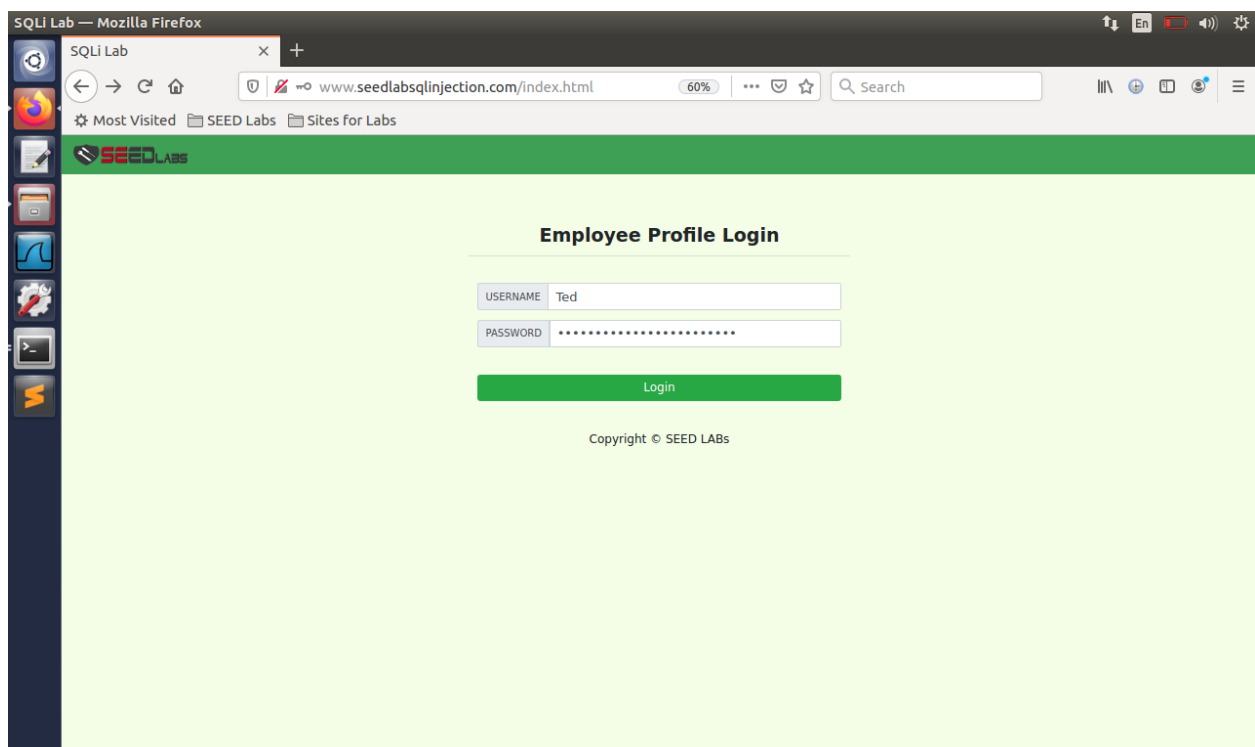 SQLi Lab — Mozilla Firefox
En
SQLi Lab
www.seedlabsqlinjection.com/index.html
60%
Search
Most Visited
SEED Labs
Sites for Labs
SEEDLABS
Employee Profile Login
USERNAME Ted
PASSWORD ••••••••••••••••••••••••
Login
Copyright © SEED LABs